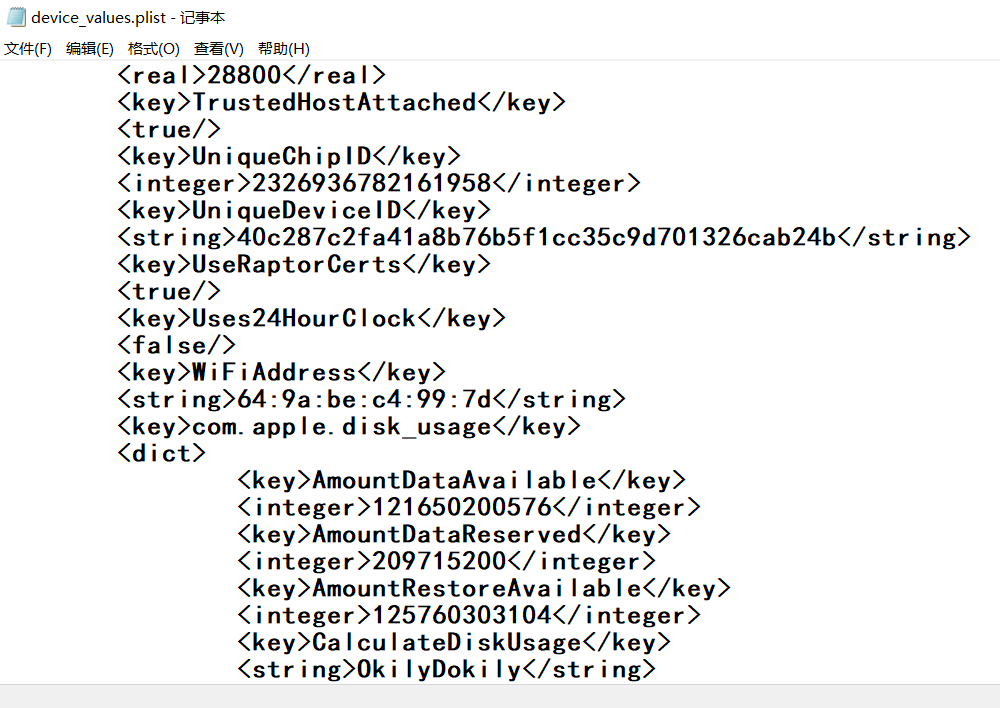 device_values.plist - 记事本
文件(F) 编辑(E) 格式(O) 查看(V) 帮助(H)
<real>28800</real>
<key>TrustedHostAttached</key>
<true/>
<key>UniqueChipID</key>
<integer>2326936782161958</integer>
<key>UniqueDeviceID</key>
<string>40c287c2fa41a8b76b5f1cc35c9d701326cab24b</string>
<key>UseRaptorCerts</key>
<true/>
<key>Uses24HourClock</key>
<false/>
<key>WiFiAddress</key>
<string>64:9a:be:c4:99:7d</string>
<key>com.apple.disk_usage</key>
<dict>
<key>AmountDataAvailable</key>
<integer>121650200576</integer>
<key>AmountDataReserved</key>
<integer>209715200</integer>
<key>AmountRestoreAvailable</key>
<integer>125760303104</integer>
<key>CalculateDiskUsage</key>
<string>OkilyDokily</string>